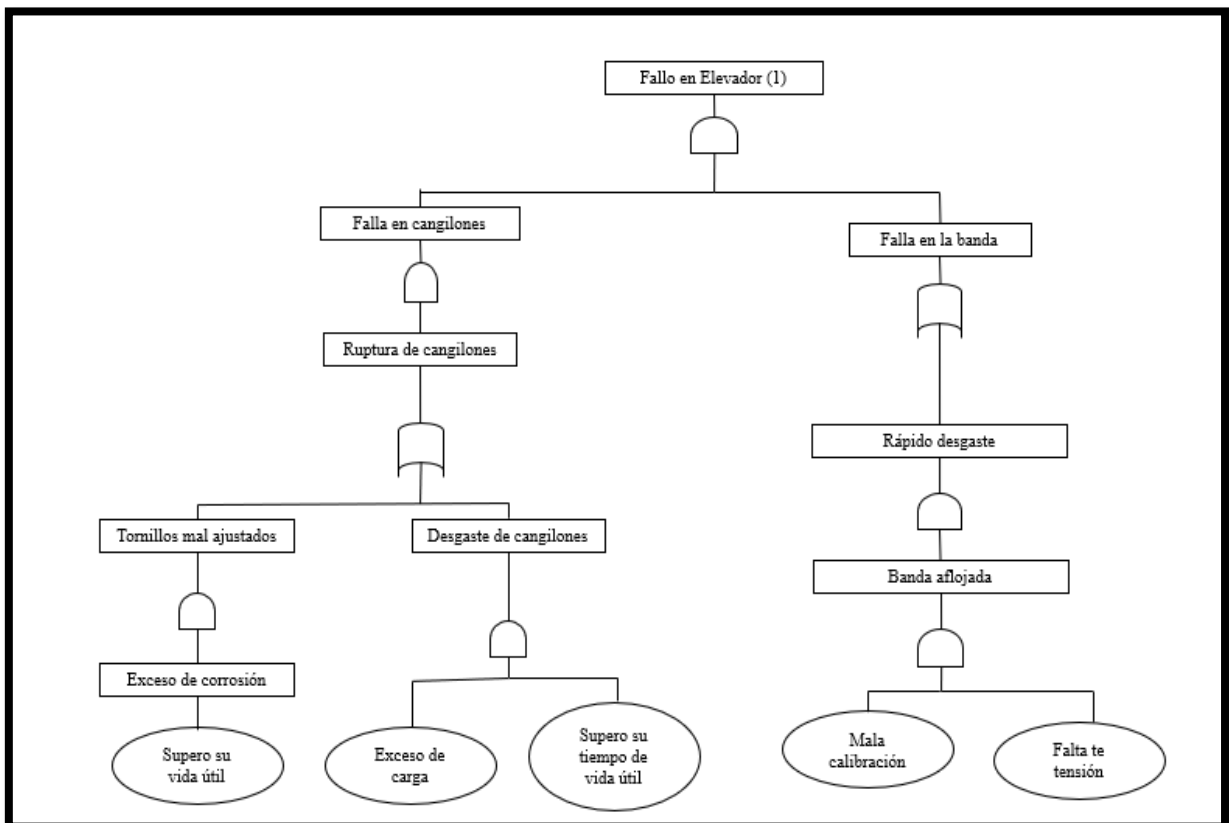 Fallo en Elevador (1)
Falla en cangilones
Falla en la banda
Ruptura de cangilones
Rápido desgaste
Tornillos mal ajustados
Desgaste de cangilones
Banda aflojada
Exceso de corrosión
Supero su
vida útil
Exceso de
carga
Supero su
tiempo de
vida útil
Mala
calibración
Falta te
tensión